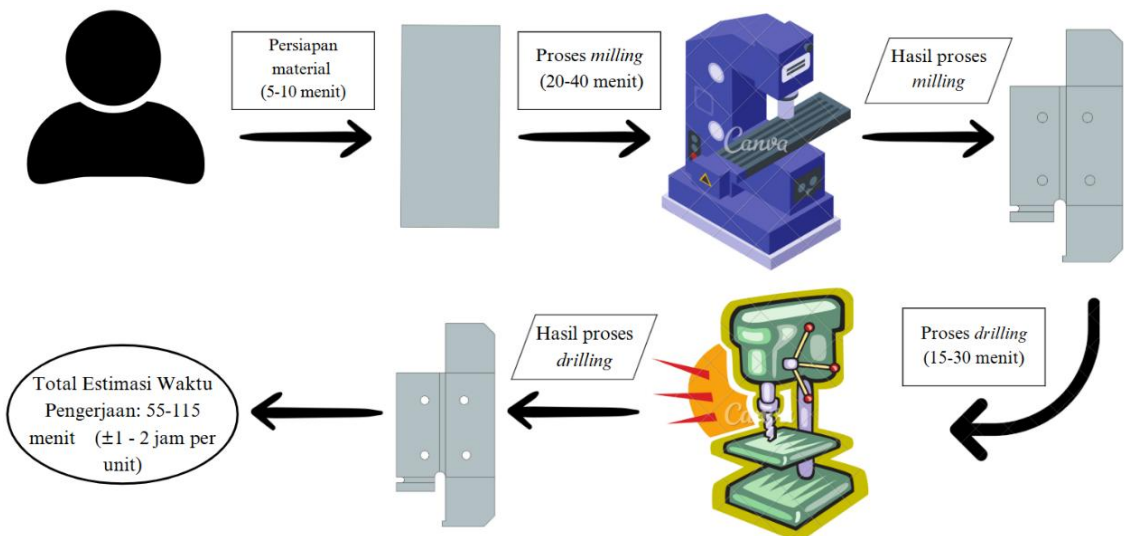 Persiapan
material
(5-10 menit)
Proses milling
(20-40 menit)
Canva
Hasil proses
milling
Proses drilling
(15-30 menit)
Canva
Hasil proses
drilling
Total Estimasi Waktu
Pengerjaan: 55-115
menit (±1 - 2 jam per
unit)